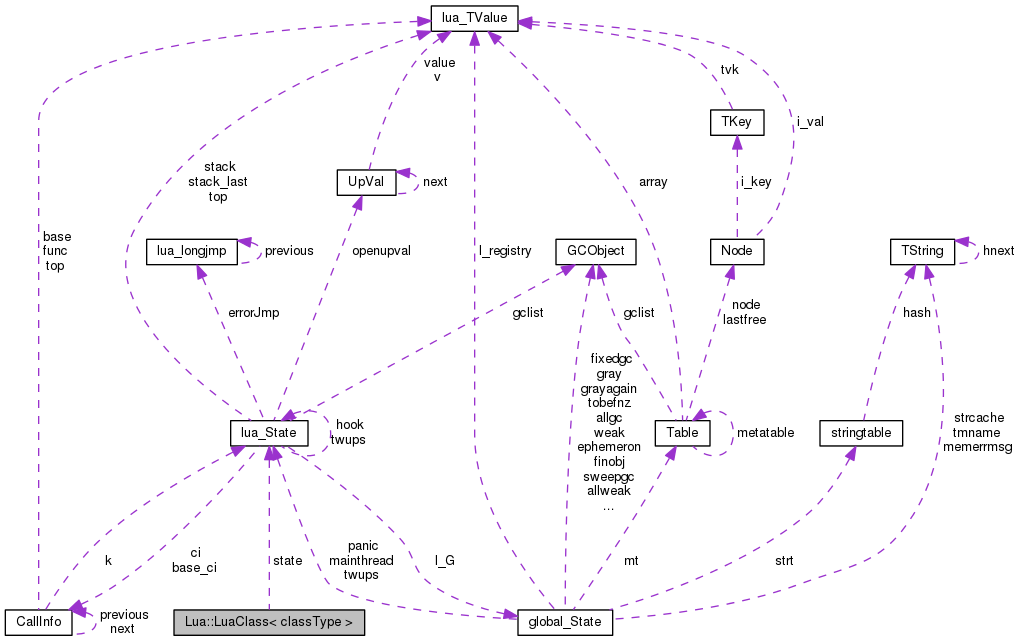 lua_TValue
value
v
tvk
TKey
i_val
stack
stack_last
top
UpVal
next
array
i_key
base
func
top
lua_longjmp
previous
openupval
l_registry
GCObject
Node
TString
hnext
errorJmp
gclist
gclist
node
lastfree
hash
fixedgc
gray
grayagain
tobefnz
allgc
weak
ephemeron
finobj
sweepgc
allweak
...
lua_State
hook
twups
Table
metatable
stringtable
strcache
tmname
memerrmsg
k
ci
base_ci
state
panic
mainthread
twups
l_G
mt
strt
CallInfo
previous
next
Lua::LuaClass< classType >
global_State